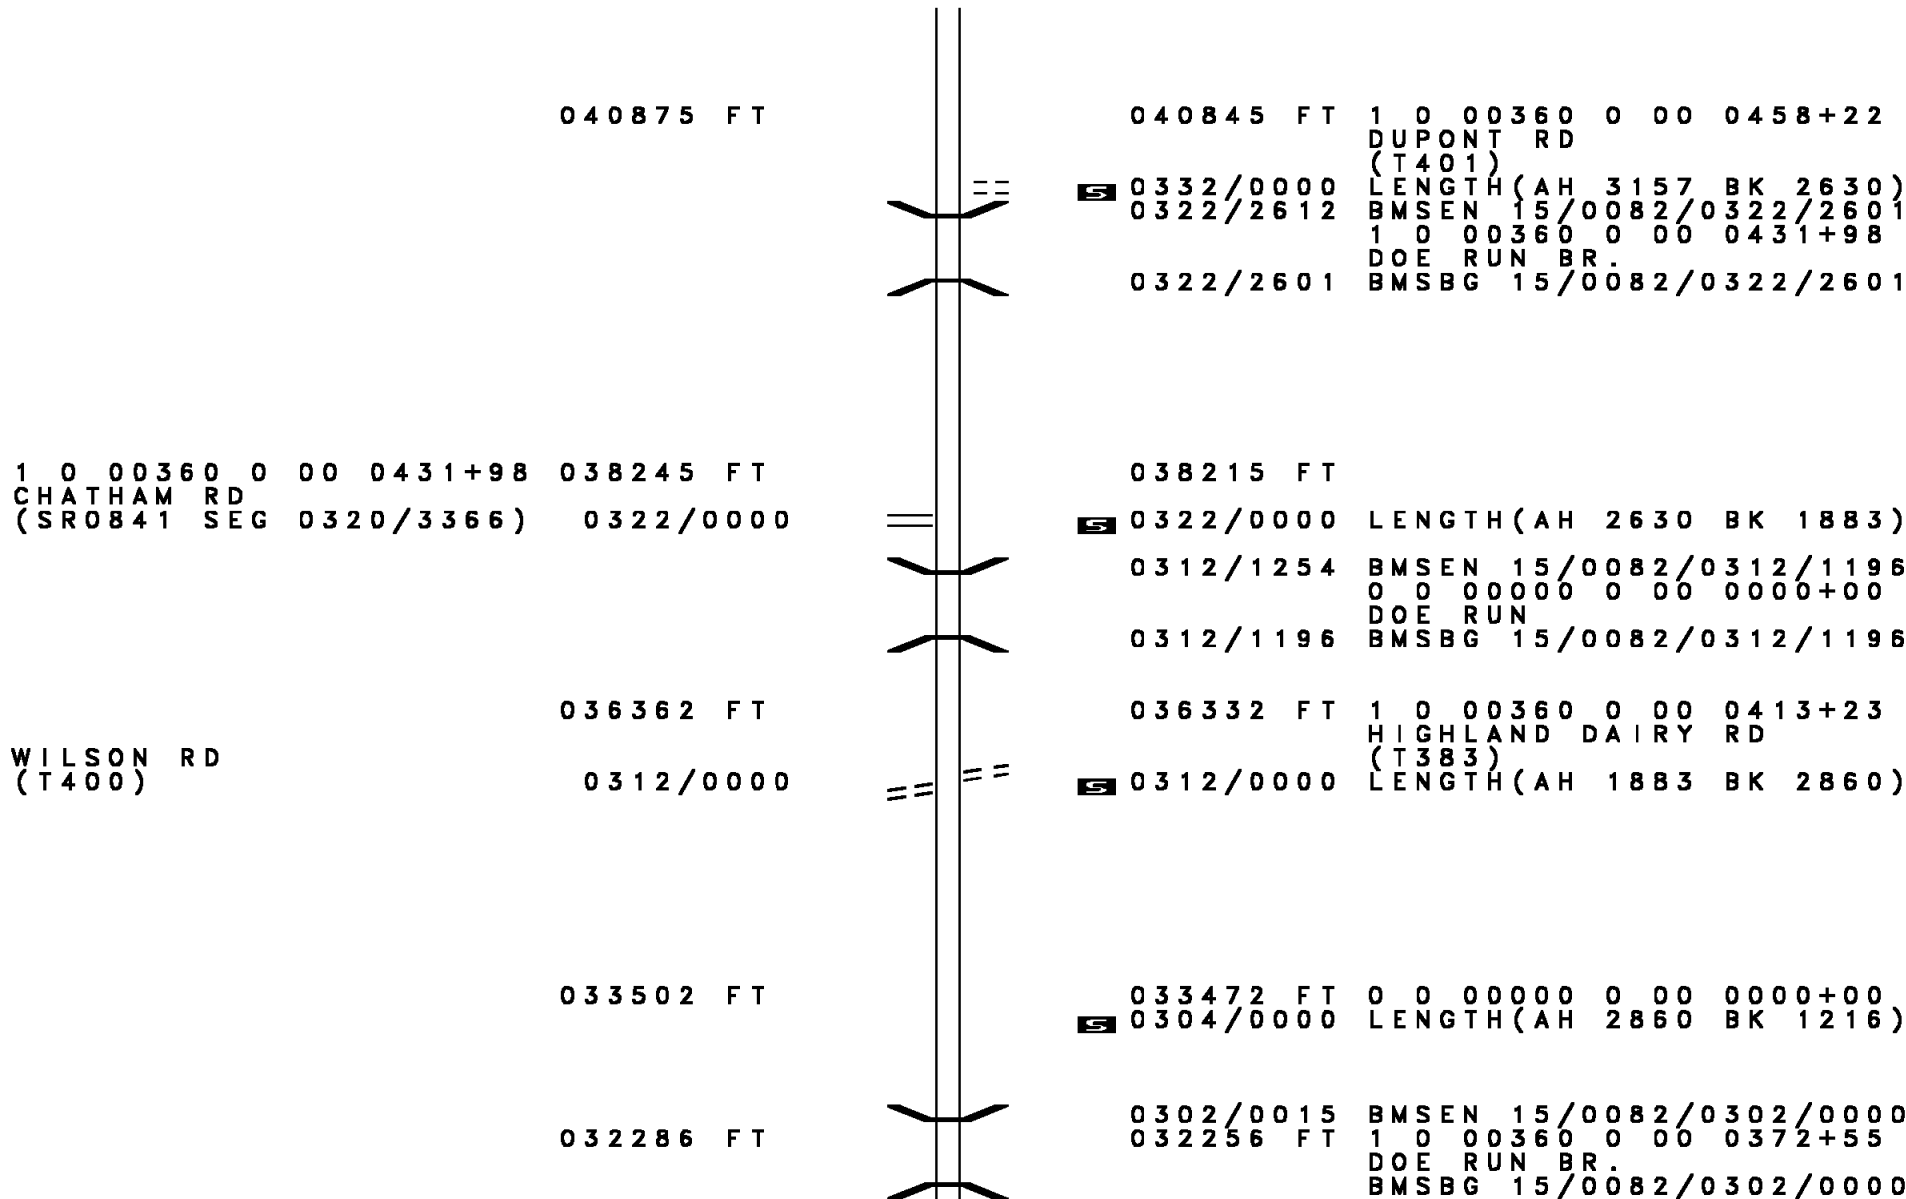 040875 FT 040845 FT 1 0 00360 0 00 0458+22
DUPONT RD
(T401)
S 0332/0000 LENGTH(AH 3157 BK 2630)
0322/2612 BMSEN 15/0082/0322/2601
1 0 00360 0 00 0431+98
DOE RUN BR.
0322/2601 BMSBG 15/0082/0322/2601
1 0 00360 0 00 0431+98 038245 FT 038215 FT
CHATHAM RD
(SR0841 SEG 0320/3366) 0322/0000 S 0322/0000 LENGTH(AH 2630 BK 1883)
0312/1254 BMSEN 15/0082/0312/1196
0 0 00000 0 00 0000+00
DOE RUN
0312/1196 BMSBG 15/0082/0312/1196
036362 FT 036332 FT 1 0 00360 0 00 0413+23
HIGHLAND DAIRY RD
WILSON RD (T383)
(T400) 0312/0000 S 0312/0000 LENGTH(AH 1883 BK 2860)
033502 FT 033472 FT 0 0 00000 0 00 0000+00
S 0304/0000 LENGTH(AH 2860 BK 1216)
0302/0015 BMSEN 15/0082/0302/0000
032286 FT 032256 FT 1 0 00360 0 00 0372+55
DOE RUN BR.
BMSBG 15/0082/0302/0000